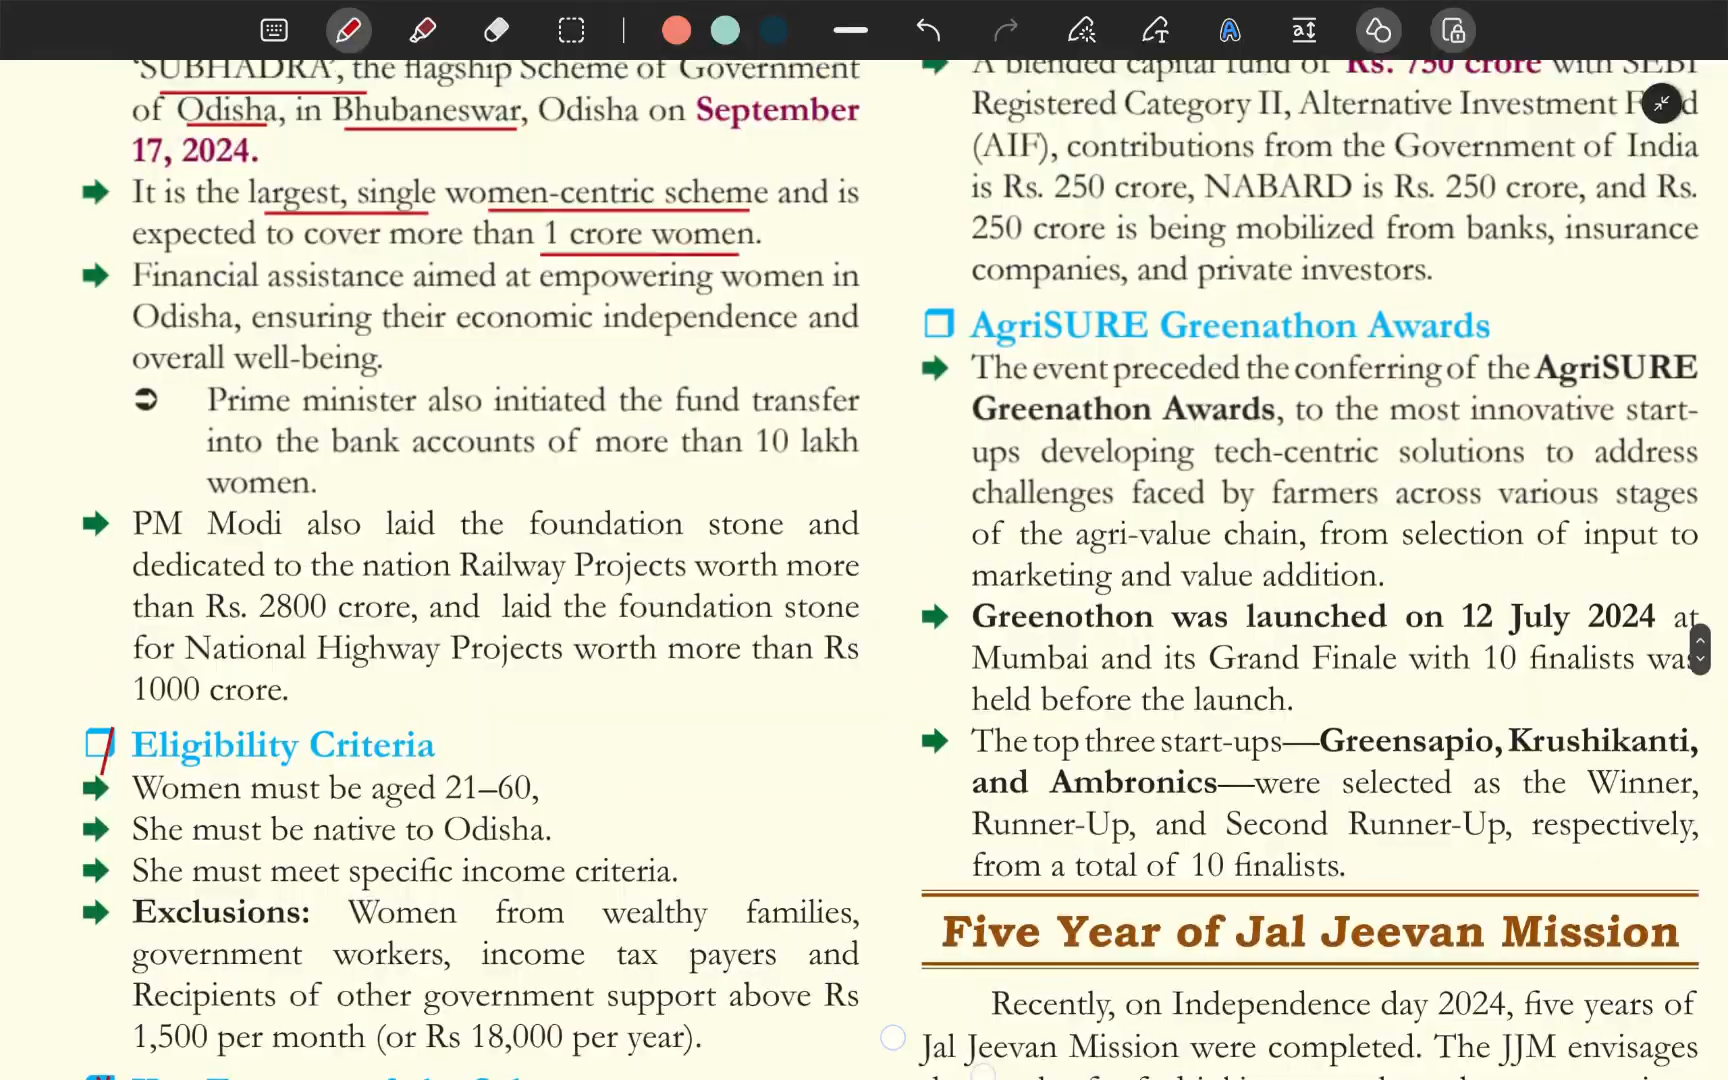 'SUBHADRA', the flagship Scheme of Government
of Odisha, in Bhubaneswar, Odisha on September
17, 2024.
It is the largest, single women-centric scheme and is
expected to cover more than 1 crore women.
Financial assistance aimed at empowering women in
Odisha, ensuring their economic independence and
overall well-being.
Prime minister also initiated the fund transfer
into the bank accounts of more than 10 lakh
women.
PM Modi also laid the foundation stone and
dedicated to the nation Railway Projects worth more
than Rs. 2800 crore, and laid the foundation stone
for National Highway Projects worth more than Rs
1000 crore.
Eligibility Criteria
Women must be aged 21–60,
She must be native to Odisha.
She must meet specific income criteria.
Exclusions: Women from wealthy families,
government workers, income tax payers and
Recipients of other government support above Rs
1,500 per month (or Rs 18,000 per year).
A blended capital fund of Rs. 750 crore with SEBI
Registered Category II, Alternative Investment
(AIF), contributions from the Government of India
is Rs. 250 crore, NABARD is Rs. 250 crore, and Rs.
250 crore is being mobilized from banks, insurance
companies, and private investors.
AgriSURE Greenathon Awards
The event preceded the conferring of the AgriSURE
Greenathon Awards, to the most innovative start-
ups developing tech-centric solutions to address
challenges faced by farmers across various stages
of the agri-value chain, from selection of input to
marketing and value addition.
Greenothon was launched on 12 July 2024 at
Mumbai and its Grand Finale with 10 finalists was
held before the launch.
The top three start-ups—Greensapio, Krushikanti,
and Ambronics—were selected as the Winner,
Runner-Up, and Second Runner-Up, respectively,
from a total of 10 finalists.
Five Year of Jal Jeevan Mission
Recently, on Independence day 2024, five years of
Jal Jeevan Mission were completed. The JJM envisages